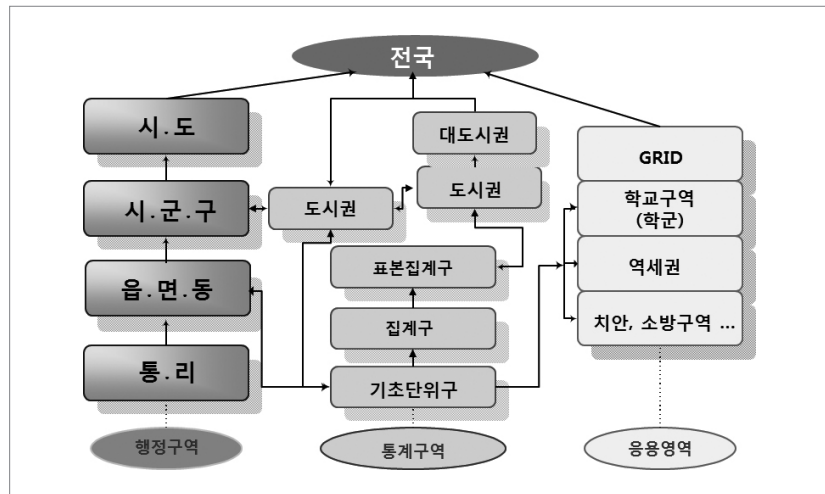 전국
시.도
시.군.구
읍.면.동
통.리
행정구역
도시권
대도시권
도시권
표본집계구
집계구
기초단위구
통계구역
GRID
학교구역
(학군)
역세권
치안, 소방구역 ...
응용영역